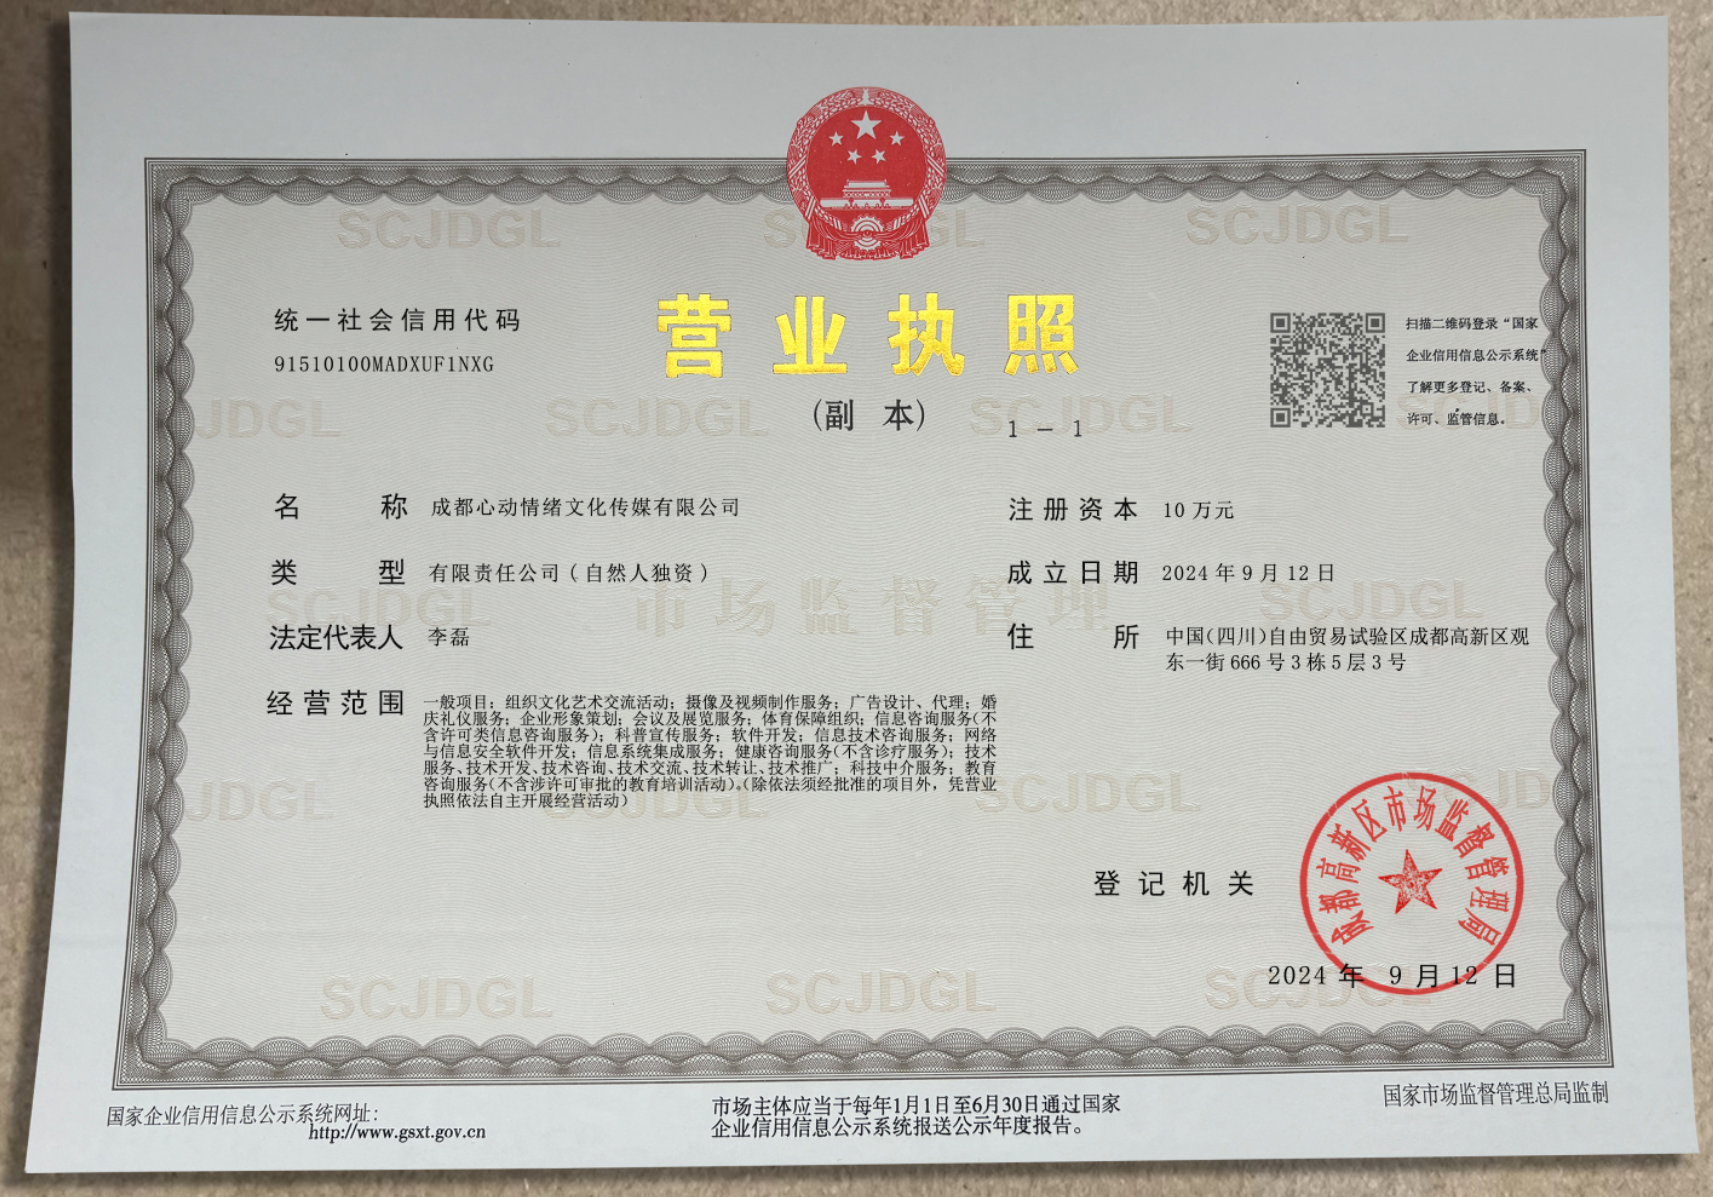 统一社会信用代码
91510100MADXUF1NXG
营业执照
(副 本)
1 - 1
扫描二维码登录“国家
企业信用信息公示系统”
了解更多登记、备案、
许可、监管信息。
名称 成都心动情绪文化传媒有限公司
类型 有限责任公司(自然人独资)
法定代表人 李磊
经营范围 一般项目:组织文化艺术交流活动;摄像及视频制作服务;广告设计、代理;婚
庆礼仪服务;企业形象策划;会议及展览服务;体育保障组织;信息咨询服务(不
含许可类信息咨询服务);科普宣传服务;软件开发;信息技术咨询服务;网络
与信息安全软件开发;信息系统集成服务;健康咨询服务(不含诊疗服务);技术
服务、技术开发、技术咨询、技术交流、技术转让、技术推广;科技中介服务;教育
咨询服务(不含涉许可审批的教育培训活动)。(除依法须经批准的项目外,凭营业
执照依法自主开展经营活动)
注册资本 10万元
成立日期 2024年9月12日
住所 中国(四川)自由贸易试验区成都高新区观
东一街666号3栋5层3号
登记机关
成都高新区市场监督管理局
2024年 9月12日
国家企业信用信息公示系统网址:
http://www.gsxt.gov.cn
市场主体应当于每年1月1日至6月30日通过国家
企业信用信息公示系统报送公示年度报告。
国家市场监督管理总局监制
SCJDGL
市场监督管理